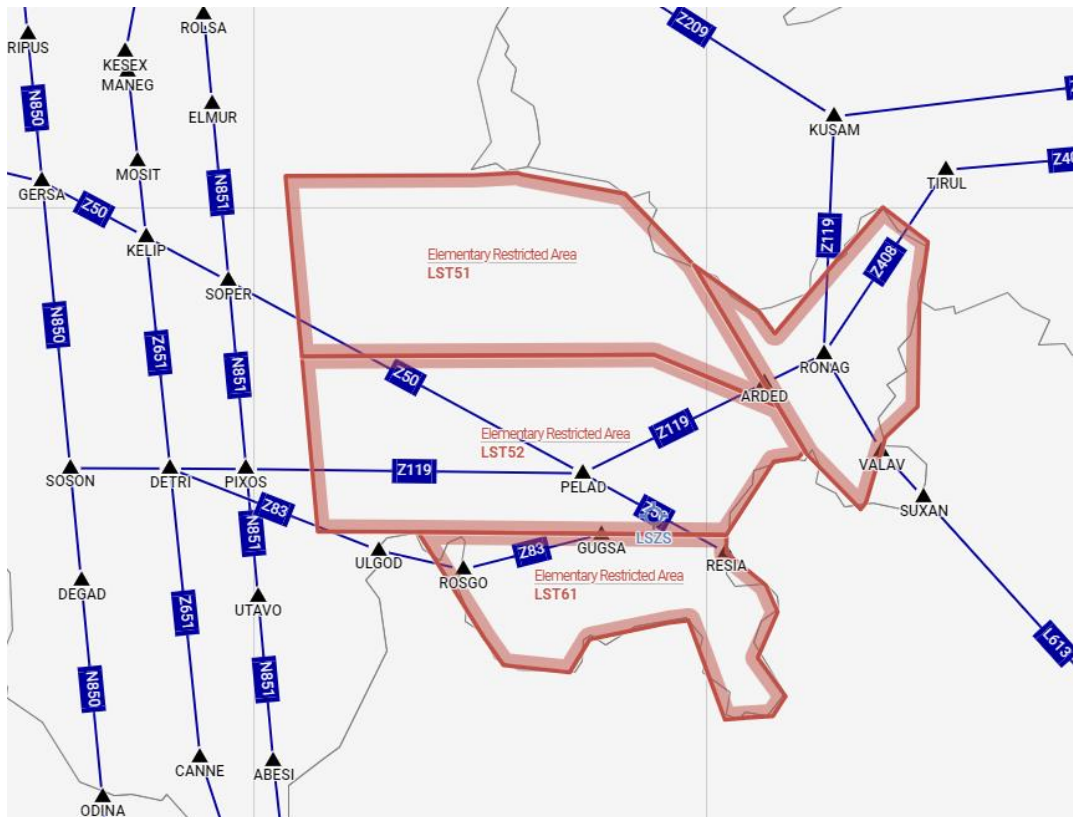 ROLSA
Z209
RIPUS
KESEX
MANEG
N850
ELMUR
KUSAM
MOSIT
Z40
TIRUL
GERSA
N851
Z50
Z119
KELIP
Z408
Elementary Restricted Area
LST51
SOPER
N850
Z651
N851
Z50
RONAG
ARDED
Z119
Elementary Restricted Area
LST52
SOSON
DETRI
PIXOS
Z119
PELAD
VALAV
Z83
SUXAN
N851
LSZS
ULGOD
Z83
GUGSA
RESIA
ROSGO
Elementary Restricted Area
LST61
DEGAD
UTAVO
Z651
L613
N850
N851
CANNE
ABESI
ODINA